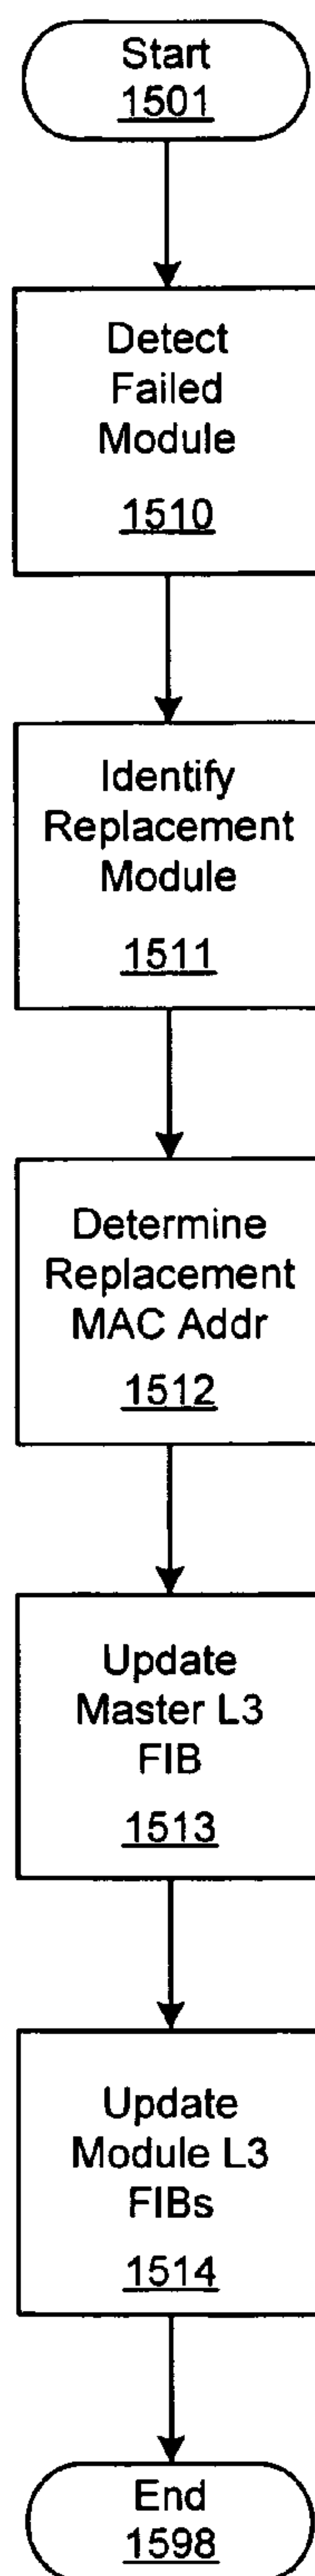 Start
1501
Detect
Failed
Module
1510
Identify
Replacement
Module
1511
Determine
Replacement
MAC Addr
1512
Update
Master L3
FIB
1513
Update
Module L3
FIBs
1514
End
1598